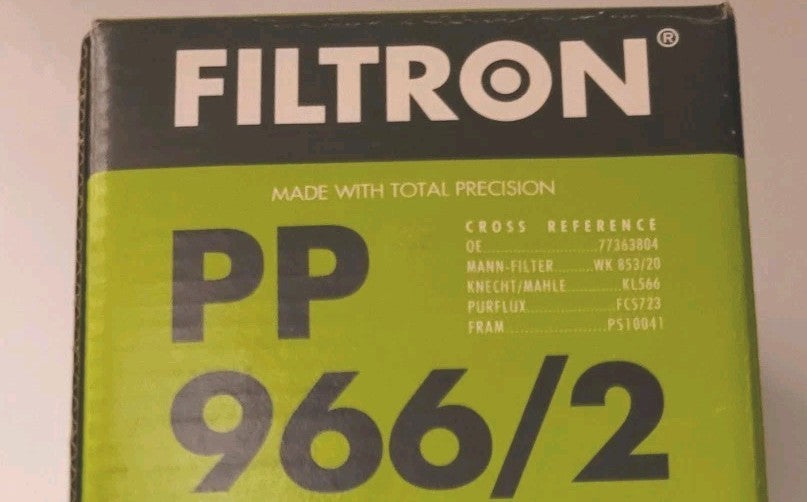 FILTRON®
MADE WITH TOTAL PRECISION
PP
966/2
CROSS REFERENCE
OE....................77363804
MANN-FILTER.......WK 853/20
KNECHT/MAHLE..........KL566
PURFLUX................FCS723
FRAM..................PS10041